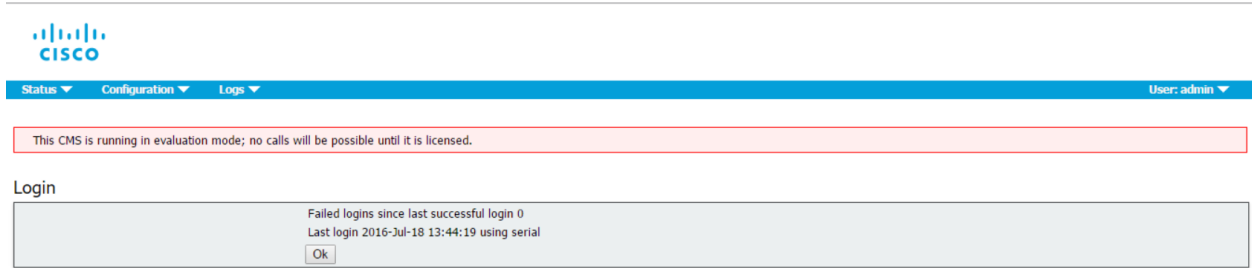 CISCO
Status Configuration Logs User: admin
This CMS is running in evaluation mode; no calls will be possible until it is licensed.
Login
Failed logins since last successful login 0
Last login 2016-Jul-18 13:44:19 using serial
Ok